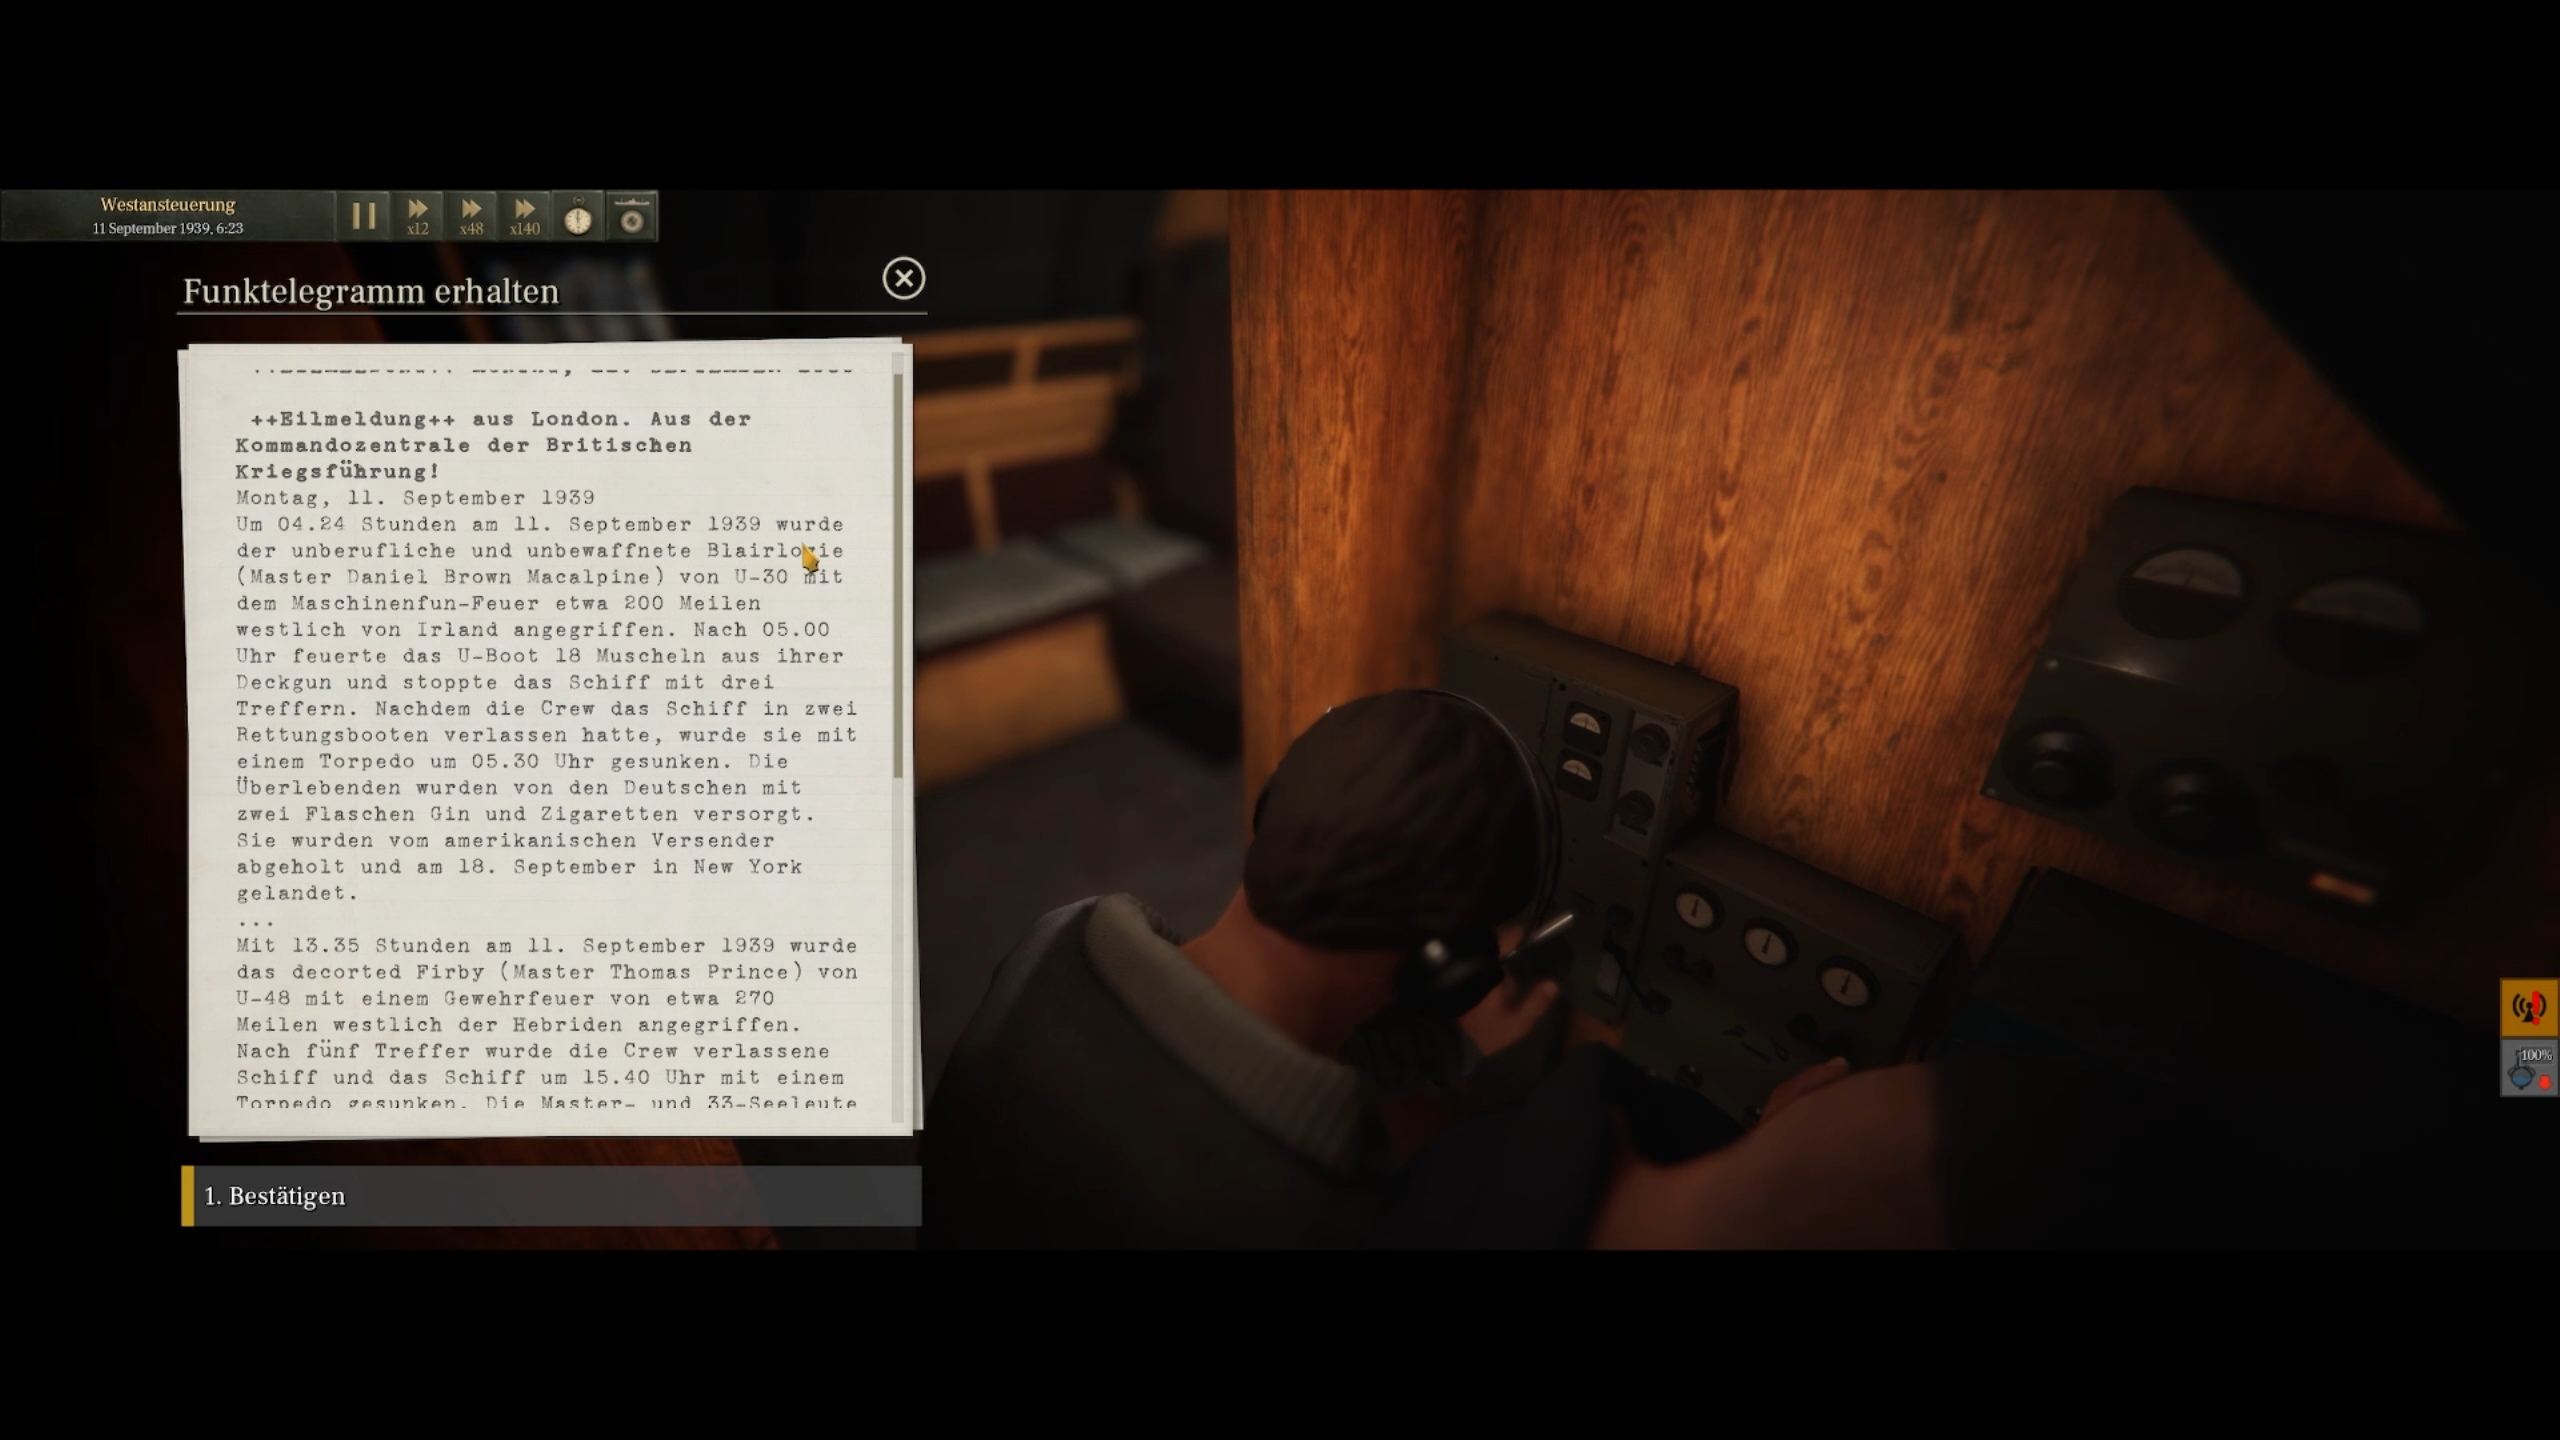 Westansteuerung
11 September 1939, 6:23
x12
x48
x140
Funktelegramm erhalten
++Eilmeldung++ aus London. Aus der
Kommandozentrale der Britischen
Kriegsführung!
Montag, 11. September 1939
Um 04.24 Stunden am 11. September 1939 wurde
der unberufliche und unbewaffnete
(Master Daniel Brown Macalpine) von U-30 mit
dem Maschinenfun-Feuer etwa 200 Meilen
westlich von Irland angegriffen. Nach 05.00
Uhr feuerte das U-Boot 18 Muscheln aus ihrer
Deckgun und stoppte das Schiff mit drei
Treffern. Nachdem die Crew das Schiff in zwei
Rettungsbooten verlassen hatte, wurde sie mit
einem Torpedo um 05.30 Uhr gesunken. Die
Überlebenden wurden von den Deutschen mit
zwei Flaschen Gin und Zigaretten versorgt.
Sie wurden vom amerikanischen Versender
abgeholt und am 18. September in New York
gelandet.
...
Mit 13.35 Stunden am 11. September 1939 wurde
das decorted Firby (Master Thomas Prince) von
U-48 mit einem Gewehrfeuer von etwa 270
Meilen westlich der Hebriden angegriffen.
Nach fünf Treffer wurde die Crew verlassene
Schiff und das Schiff um 15.40 Uhr mit einem
Torpedo gesunken. Die Master- und 33-Seeleute
1. Bestätigen
100%